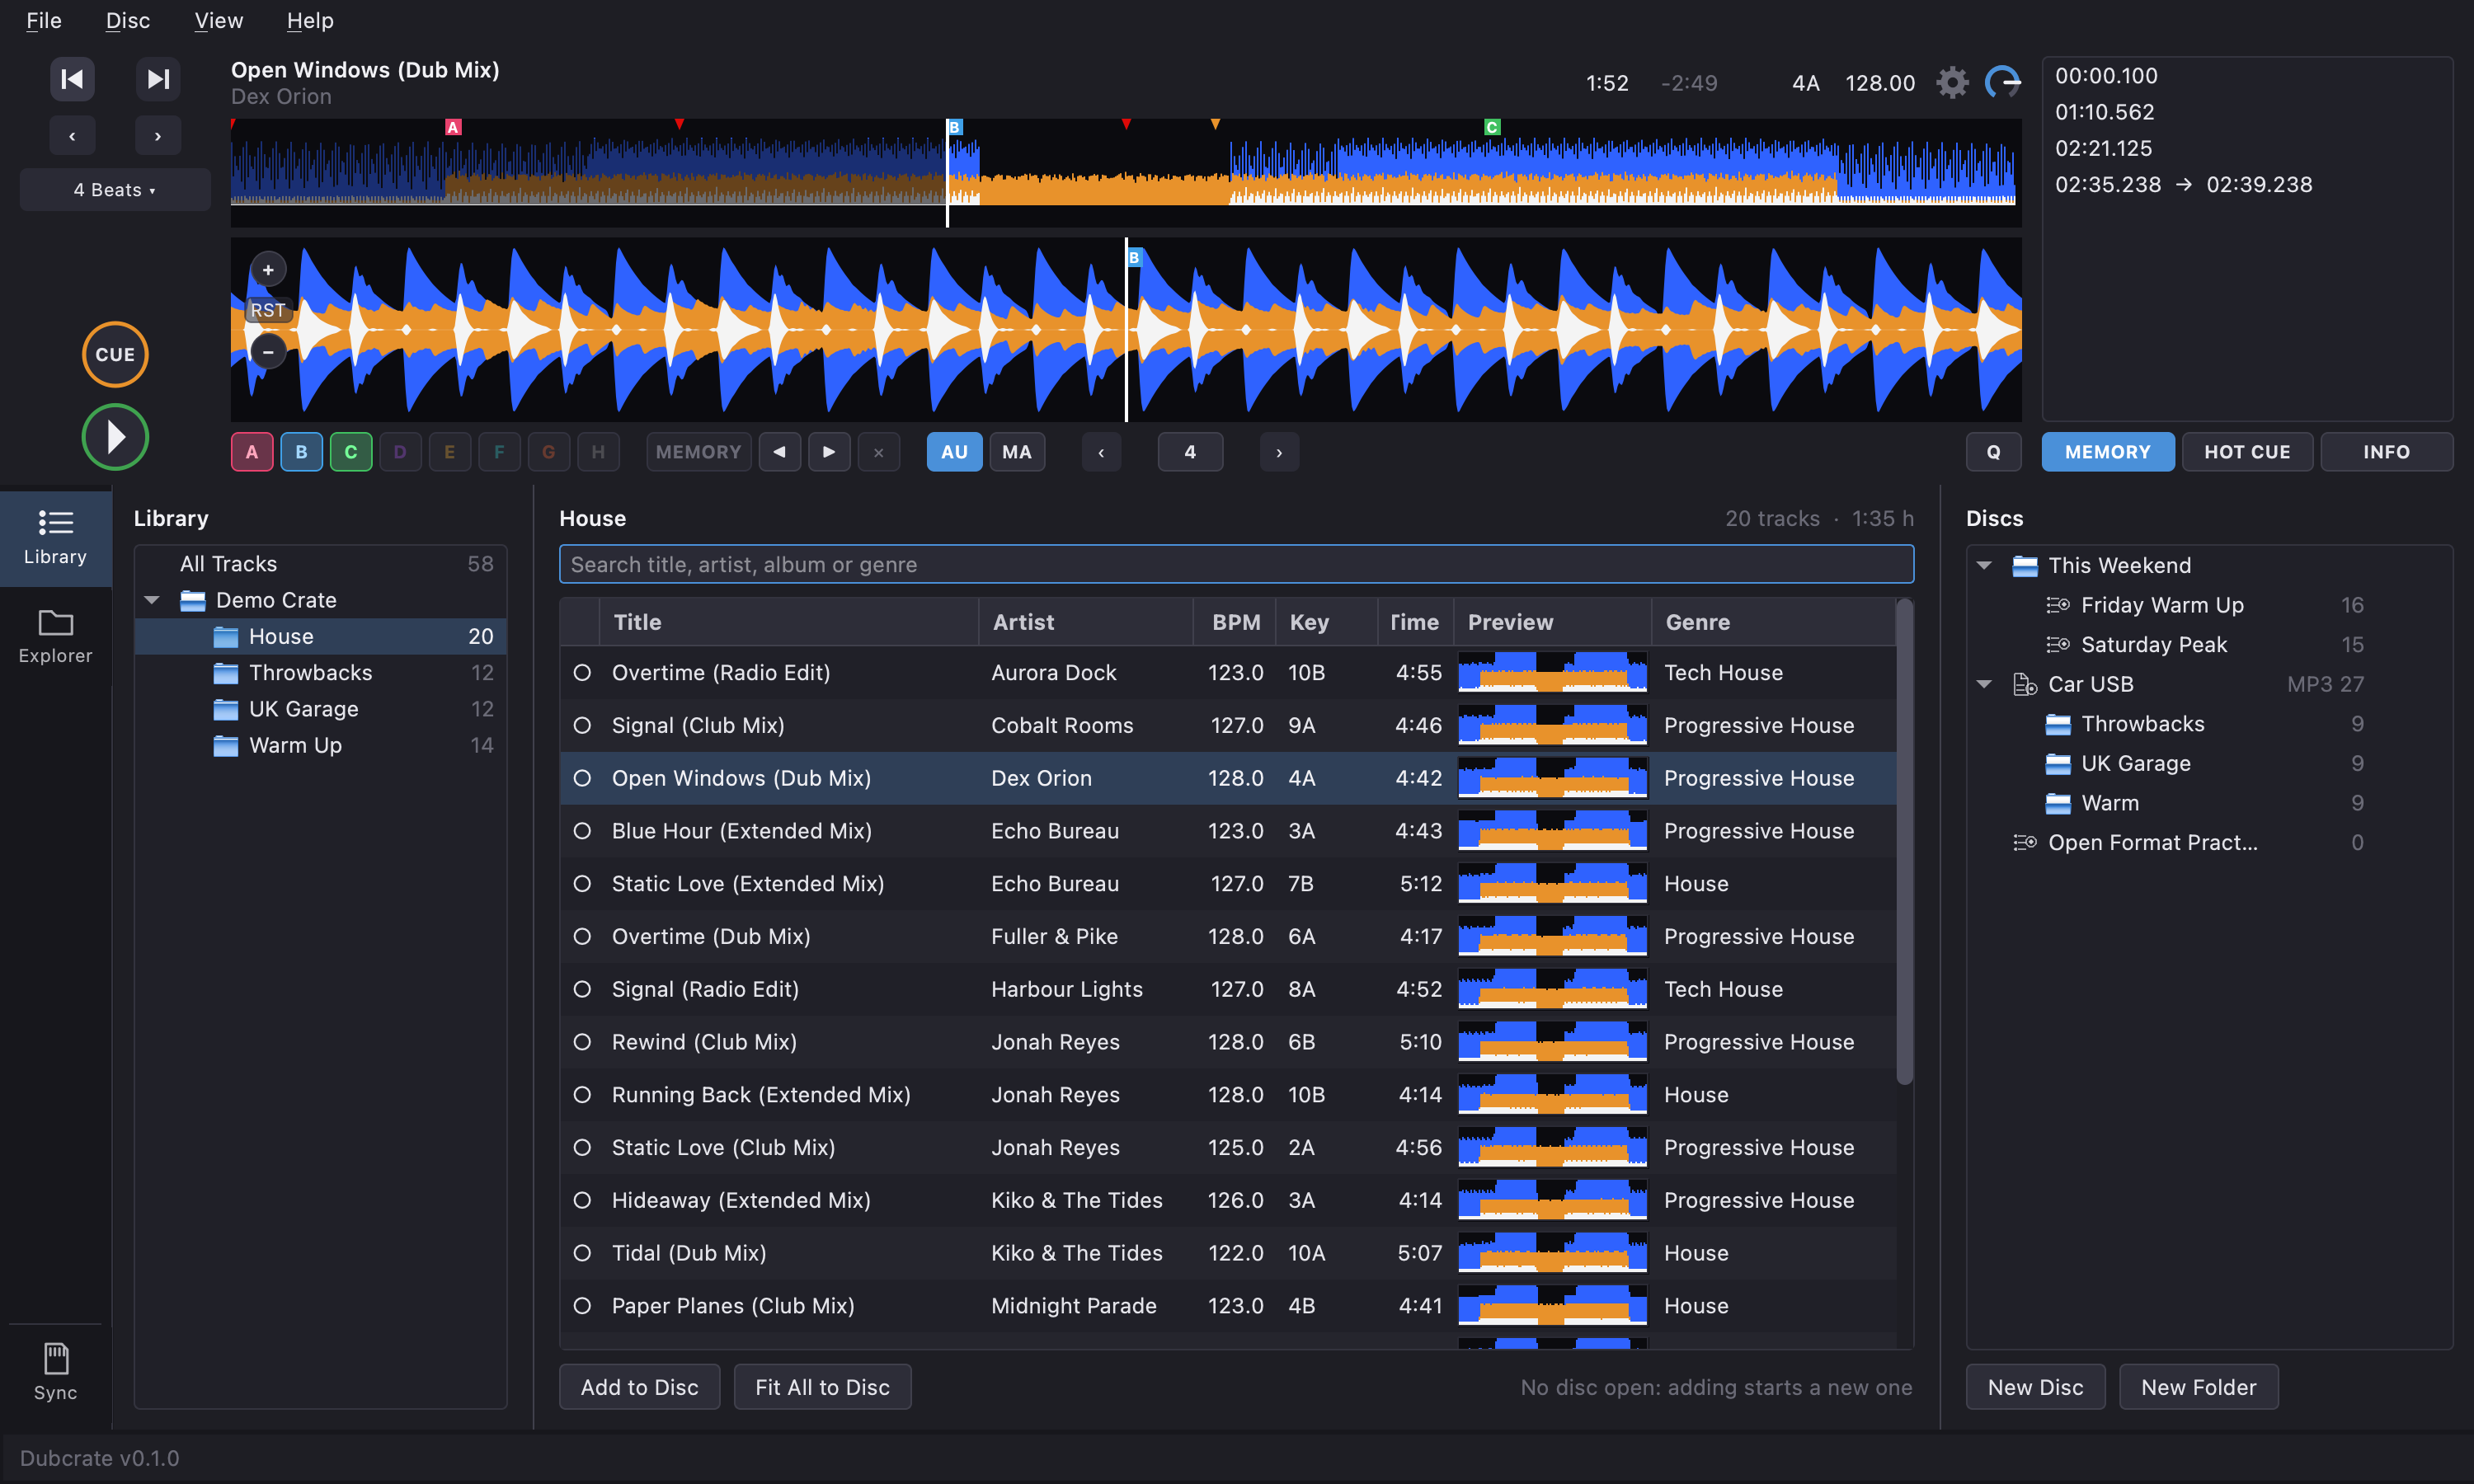 File Disc View Help
Open Windows (Dub Mix)
Dex Orion
1:52 -2:49 4A 128.00
‹ ›
4 Beats ▾
A B C
+
RST
−
B
CUE
00:00.100
01:10.562
02:21.125
02:35.238 → 02:39.238
A B C D E F G H MEMORY ◀ ▶ × AU MA ‹ 4 › Q
MEMORY HOT CUE INFO
Library
Explorer
Sync
Library
All Tracks 58
Demo Crate
House 20
Throwbacks 12
UK Garage 12
Warm Up 14
House 20 tracks · 1:35 h
Search title, artist, album or genre
Title Artist BPM Key Time Preview Genre
Overtime (Radio Edit) Aurora Dock 123.0 10B 4:55 Tech House
Signal (Club Mix) Cobalt Rooms 127.0 9A 4:46 Progressive House
Open Windows (Dub Mix) Dex Orion 128.0 4A 4:42 Progressive House
Blue Hour (Extended Mix) Echo Bureau 123.0 3A 4:43 Progressive House
Static Love (Extended Mix) Echo Bureau 127.0 7B 5:12 House
Overtime (Dub Mix) Fuller & Pike 128.0 6A 4:17 Progressive House
Signal (Radio Edit) Harbour Lights 127.0 8A 4:52 Tech House
Rewind (Club Mix) Jonah Reyes 128.0 6B 5:10 Progressive House
Running Back (Extended Mix) Jonah Reyes 128.0 10B 4:14 House
Static Love (Club Mix) Jonah Reyes 125.0 2A 4:56 Progressive House
Hideaway (Extended Mix) Kiko & The Tides 126.0 3A 4:14 Progressive House
Tidal (Dub Mix) Kiko & The Tides 122.0 10A 5:07 House
Paper Planes (Club Mix) Midnight Parade 123.0 4B 4:41 House
Add to Disc Fit All to Disc No disc open: adding starts a new one
Discs
This Weekend
Friday Warm Up 16
Saturday Peak 15
Car USB MP3 27
Throwbacks 9
UK Garage 9
Warm 9
Open Format Pract... 0
New Disc New Folder
Dubcrate v0.1.0